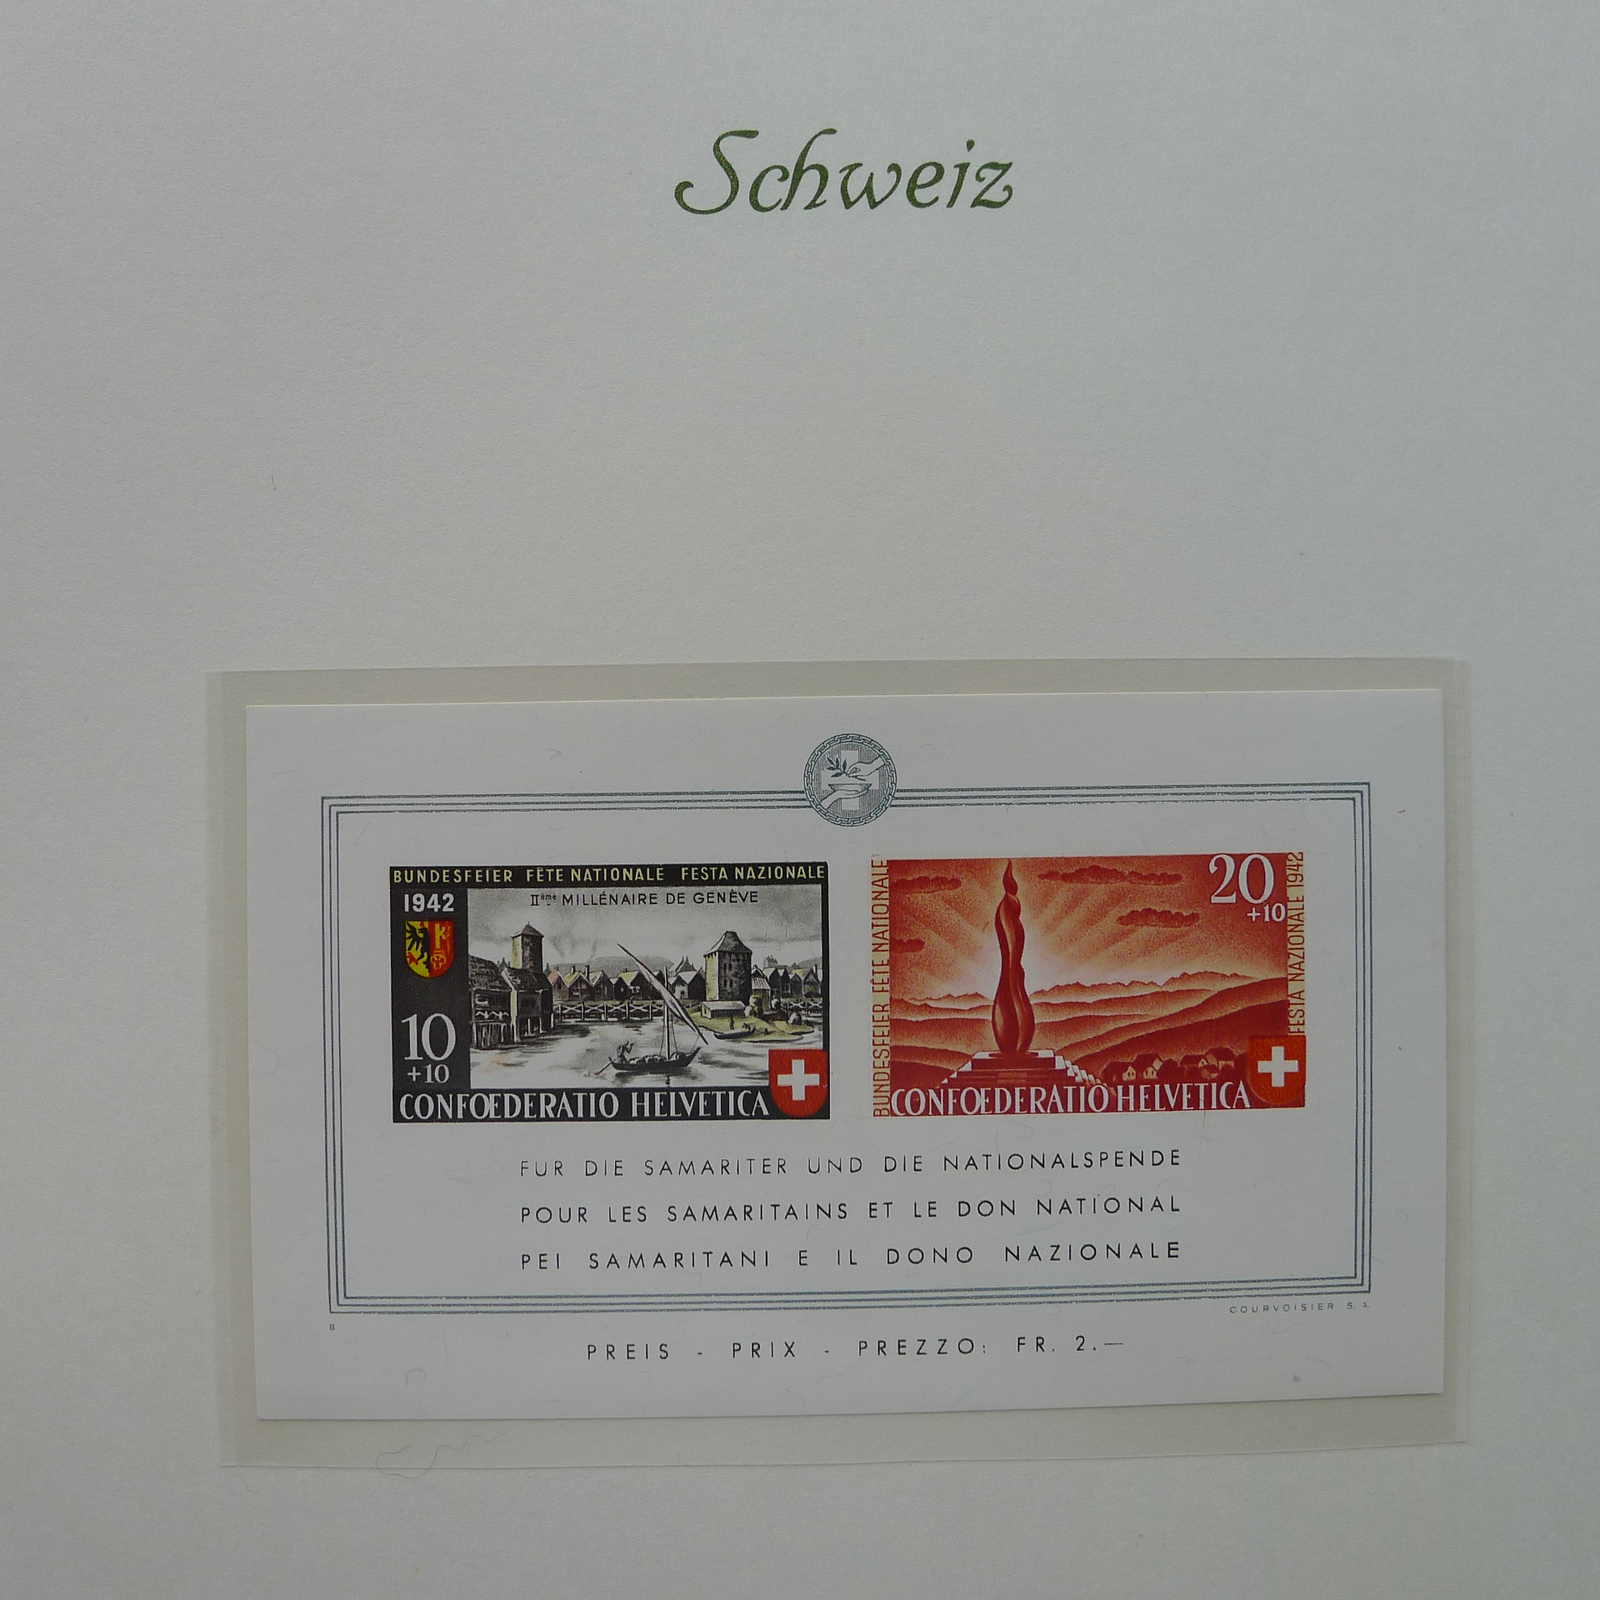 Schweiz
BUNDESFEIER FÊTE NATIONALE FESTA NAZIONALE
1942
IIème MILLÉNAIRE DE GENÈVE
10
+10
CONFOEDERATIO HELVETICA
BUNDESFEIER FÊTE NATIONALE
20
+10
FESTA NAZIONALE 1942
CONFOEDERATIO HELVETICA
FUR DIE SAMARITER UND DIE NATIONALSPENDE
POUR LES SAMARITAINS ET LE DON NATIONAL
PEI SAMARITANI E IL DONO NAZIONALE
COURVOISIER S. A.
8
PREIS - PRIX - PREZZO: FR. 2.—